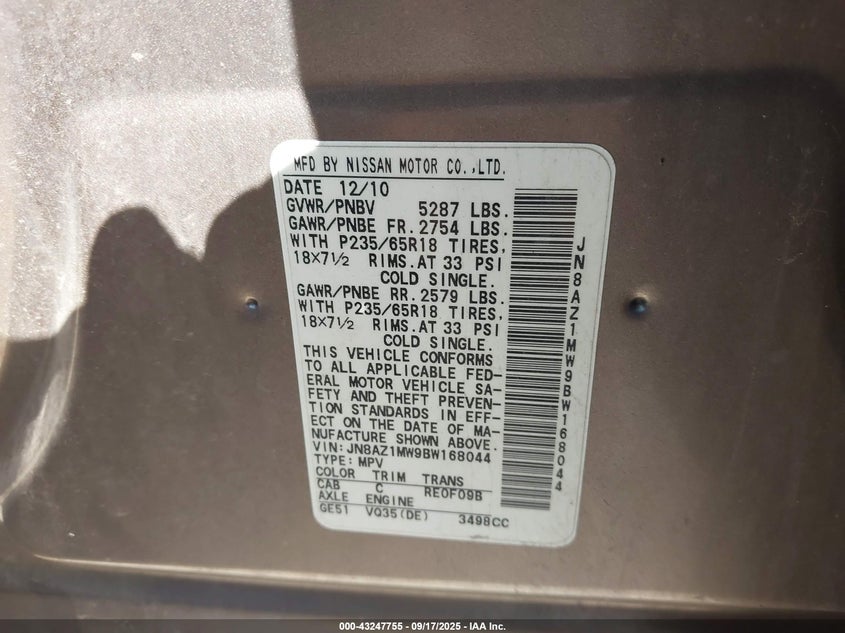 MFD BY NISSAN MOTOR CO.,LTD.
DATE 12/10
GVWR/PNBV 5287 LBS.
GAWR/PNBE FR. 2754 LBS.
WITH P235/65R18 TIRES,
18×7½ RIMS. AT 33 PSI
COLD SINGLE.
GAWR/PNBE RR. 2579 LBS.
WITH P235/65R18 TIRES,
18×7½ RIMS. AT 33 PSI
COLD SINGLE.
THIS VEHICLE CONFORMS
TO ALL APPLICABLE FED-
ERAL MOTOR VEHICLE SA-
FETY AND THEFT PREVEN-
TION STANDARDS IN EFF-
ECT ON THE DATE OF MA-
NUFACTURE SHOWN ABOVE.
VIN: JN8AZ1MW9BW168044
TYPE: MPV
COLOR TRIM TRANS
CAB C RE0F09B
AXLE ENGINE
GE51 VQ35(DE) 3498CC
JN8AZ1MW9BW168044
000-43247755 - 09/17/2025 - IAA Inc.